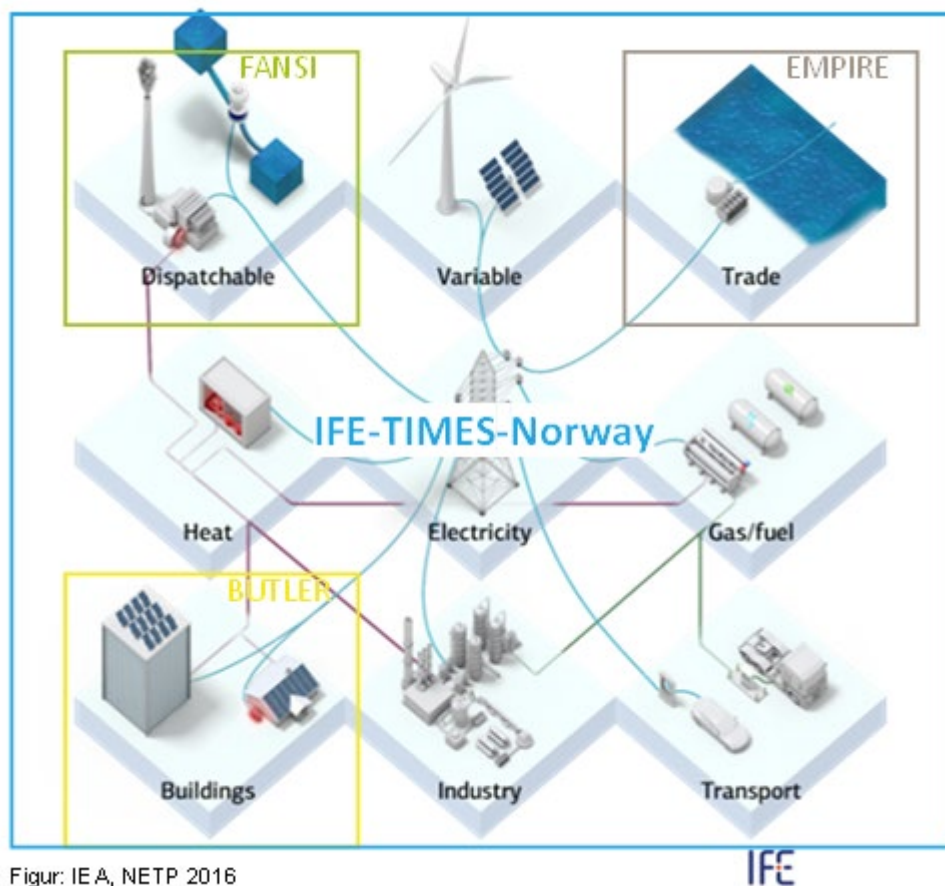 FANSI
EMPIRE
Dispatchable
Variable
Trade
IFE-TIMES-Norway
Heat
Electricity
Gas/fuel
BUTLER
Buildings
Industry
Transport
Figur: IEA, NETP 2016
IFE